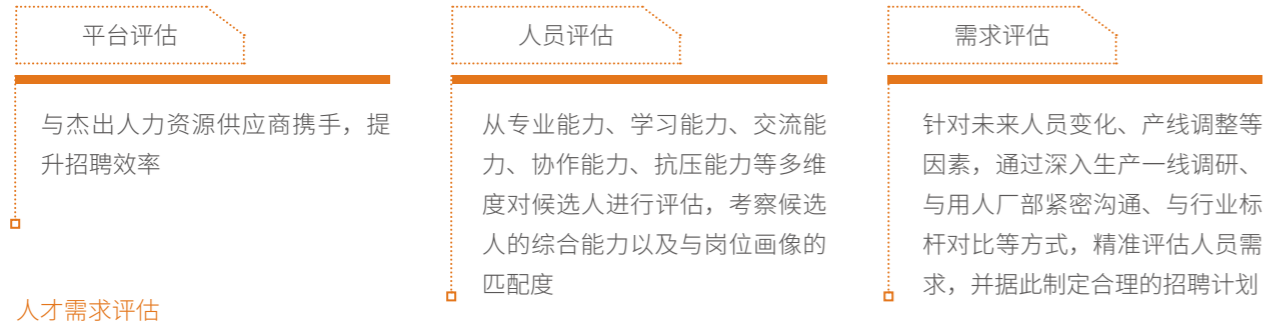 平台评估
与杰出人力资源供应商携手，提
升招聘效率
人员评估
从专业能力、学习能力、交流能
力、协作能力、抗压能力等多维
度对候选人进行评估，考察候选
人的综合能力以及与岗位画像的
匹配度
需求评估
针对未来人员变化、产线调整等
因素，通过深入生产一线调研、
与用人厂部紧密沟通、与行业标
杆对比等方式，精准评估人员需
求，并据此制定合理的招聘计划
人才需求评估